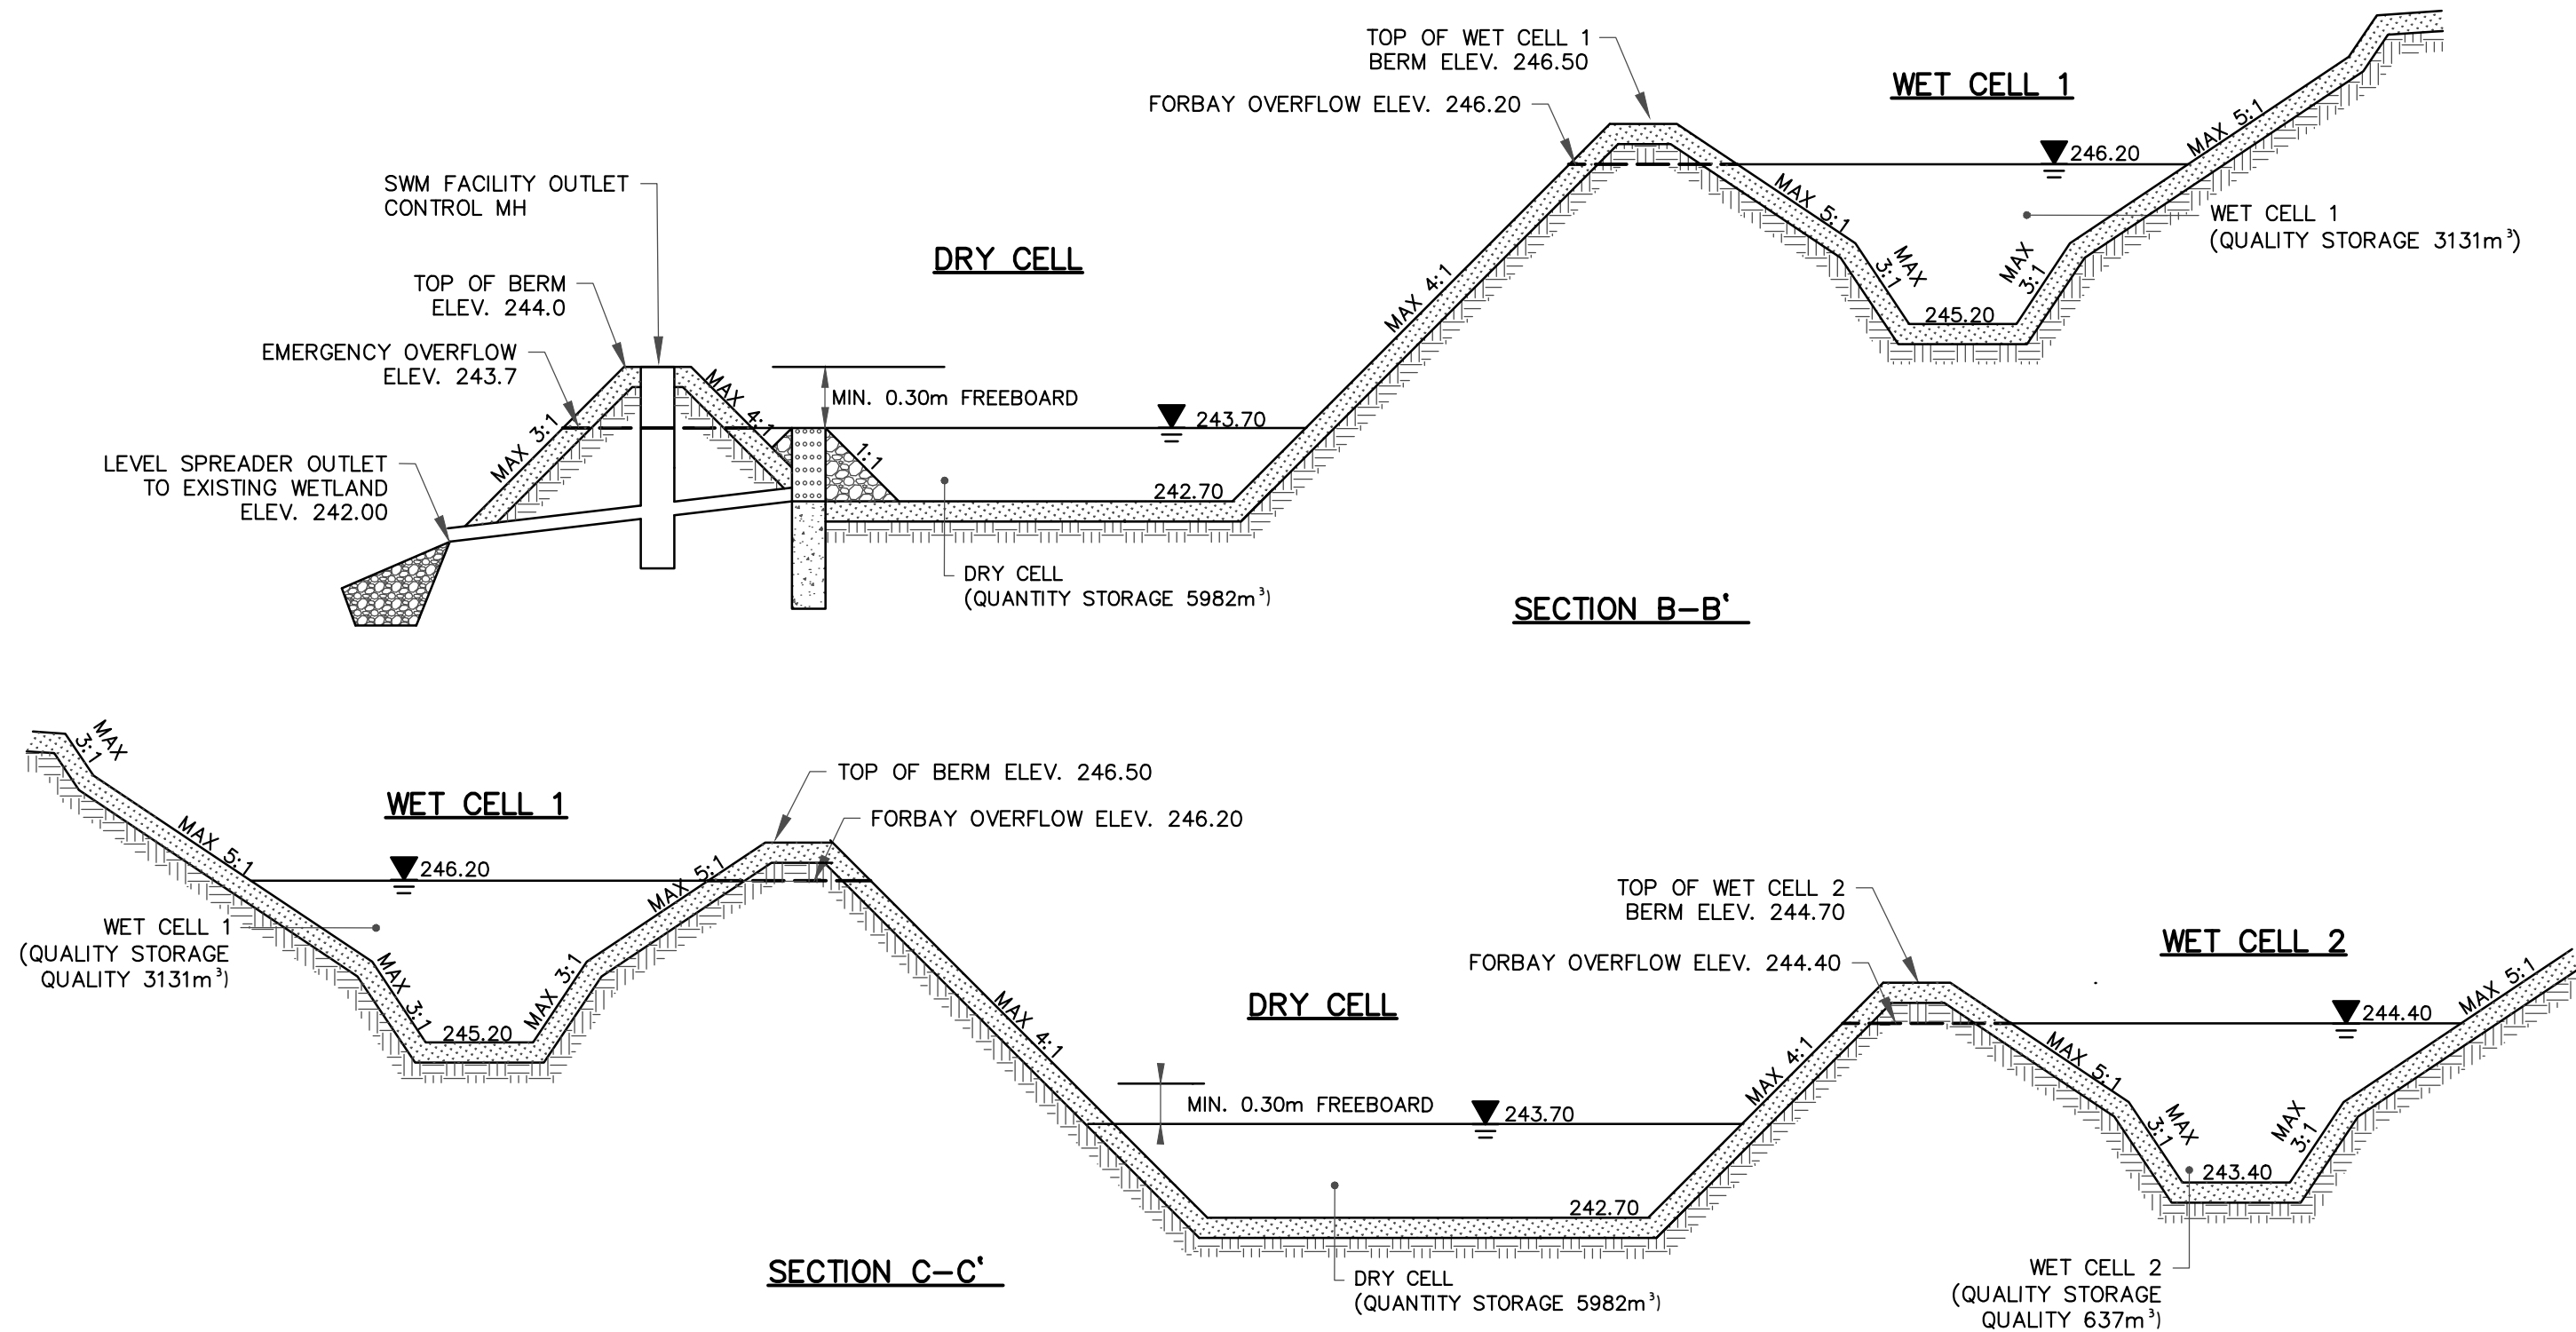 TOP OF WET CELL 1
BERM ELEV. 246.50
FORBAY OVERFLOW ELEV. 246.20
WET CELL 1
MAX 5:1
246.20
SWM FACILITY OUTLET
CONTROL MH
MAX 5:1
WET CELL 1
(QUALITY STORAGE 3131m³)
DRY CELL
MAX
3:1
MAX
3:1
TOP OF BERM
ELEV. 244.0
MAX 4:1
245.20
EMERGENCY OVERFLOW
ELEV. 243.7
MAX 4:1
MIN. 0.30m FREEBOARD
243.70
MAX 3:1
1:1
LEVEL SPREADER OUTLET
TO EXISTING WETLAND
ELEV. 242.00
242.70
DRY CELL
(QUANTITY STORAGE 5982m³)
SECTION B-B'
MAX
3:1
TOP OF BERM ELEV. 246.50
WET CELL 1
FORBAY OVERFLOW ELEV. 246.20
MAX 5:1
246.20
MAX 5:1
WET CELL 1
(QUALITY STORAGE
QUALITY 3131m³)
MAX 3:1
MAX 3:1
245.20
MAX 4:1
DRY CELL
TOP OF WET CELL 2
BERM ELEV. 244.70
FORBAY OVERFLOW ELEV. 244.40
WET CELL 2
MAX 5:1
244.40
MAX 4:1
MAX 5:1
MIN. 0.30m FREEBOARD
243.70
MAX
3:1
MAX
3:1
243.40
242.70
SECTION C-C'
DRY CELL
(QUANTITY STORAGE 5982m³)
WET CELL 2
(QUALITY STORAGE
QUALITY 637m³)